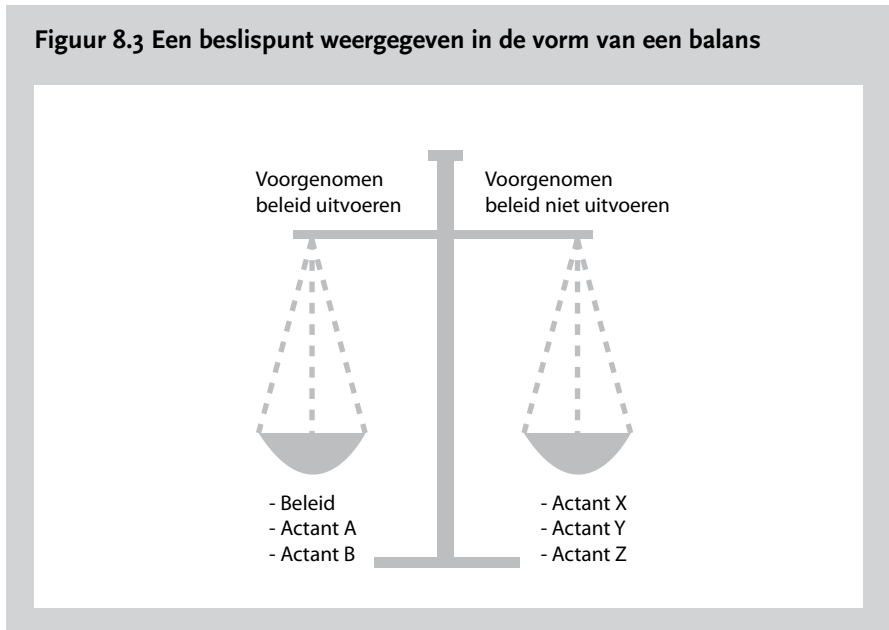 Figuur 8.3 Een beslispunt weergegeven in de vorm van een balans
Voorgenomen
beleid uitvoeren
Voorgenomen
beleid niet uitvoeren
- Beleid
- Actant A
- Actant B
- Actant X
- Actant Y
- Actant Z